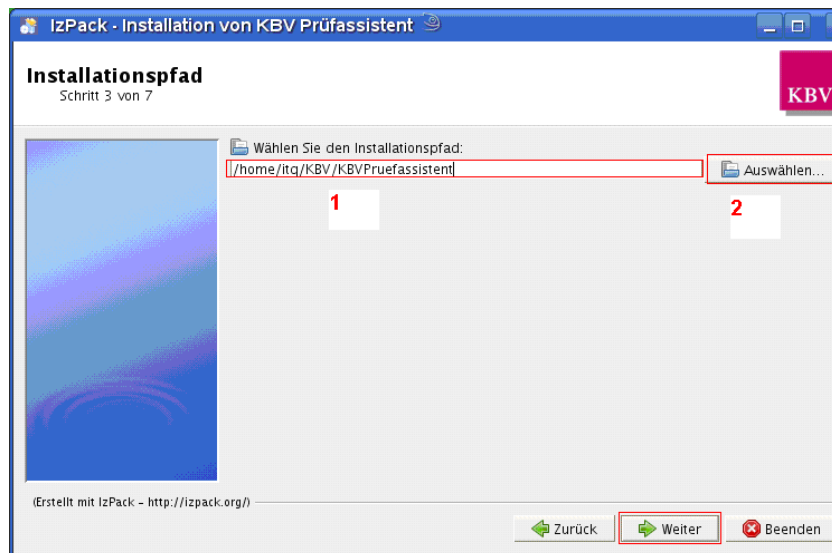 IzPack - Installation von KBV Prüfassistent
Installationspfad
Schritt 3 von 7
KBV
Wählen Sie den Installationspfad:
/home/itq/KBV/KBVPruefassistent
Auswählen...
1
2
(Erstellt mit IzPack - http://izpack.org/)
Zurück
Weiter
Beenden